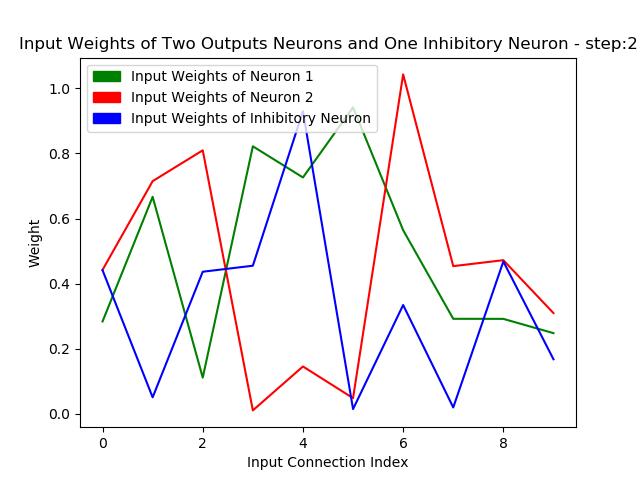 Input Weights of Two Outputs Neurons and One Inhibitory Neuron - step:2
Input Weights of Neuron 1
Input Weights of Neuron 2
Input Weights of Inhibitory Neuron
1.0
0.8
0.6
0.4
0.2
0.0
Weight
0 2 4 6 8
Input Connection Index